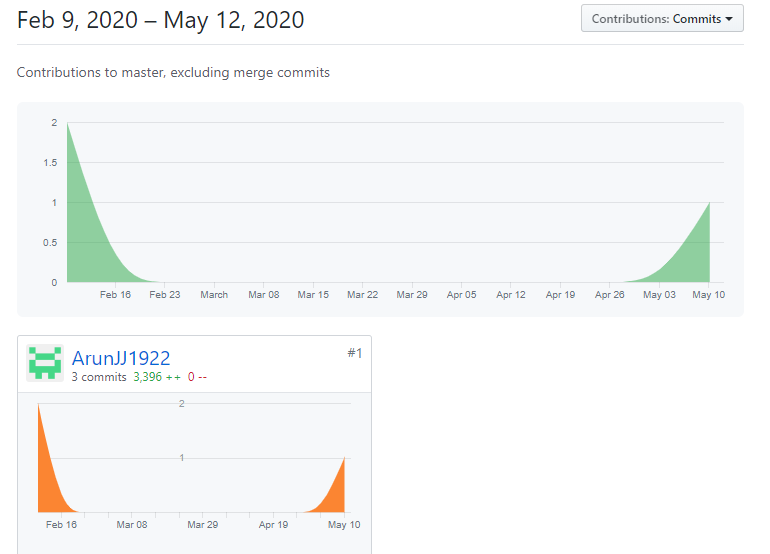 Feb 9, 2020 – May 12, 2020
Contributions: Commits
Contributions to master, excluding merge commits
2
1.5
1
0.5
0
Feb 16 Feb 23 March Mar 08 Mar 15 Mar 22 Mar 29 Apr 05 Apr 12 Apr 19 Apr 26 May 03 May 10
ArunJJ1922 #1
3 commits 3,396 ++ 0 --
2
1
Feb 16 Mar 08 Mar 29 Apr 19 May 10